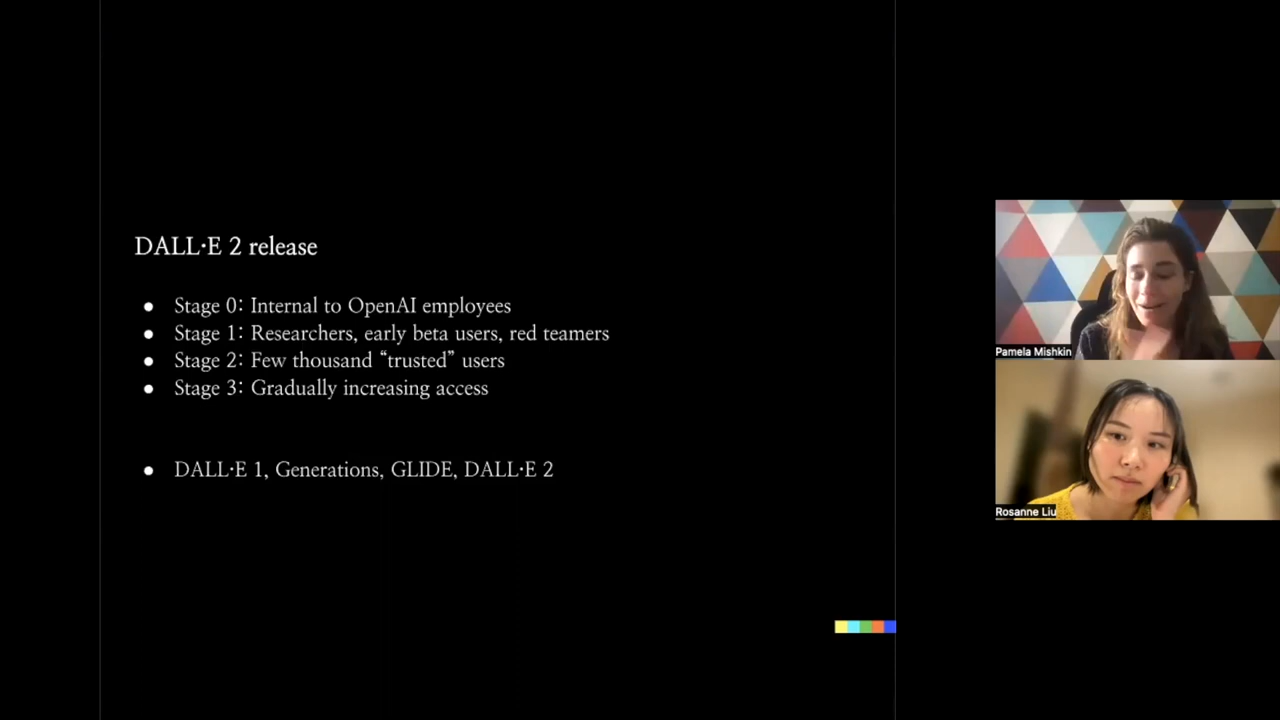 DALL·E 2 release
● Stage 0: Internal to OpenAI employees
● Stage 1: Researchers, early beta users, red teamers
● Stage 2: Few thousand “trusted” users
● Stage 3: Gradually increasing access
● DALL·E 1, Generations, GLIDE, DALL·E 2
Pamela Mishkin
Rosanne Liu